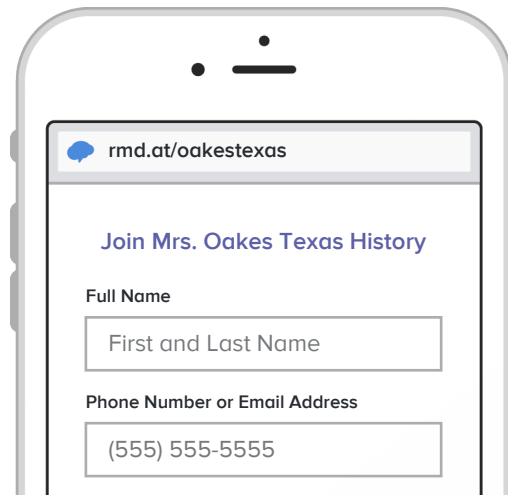 rmd.at/oakestexas
Join Mrs. Oakes Texas History
Full Name
First and Last Name
Phone Number or Email Address
(555) 555-5555